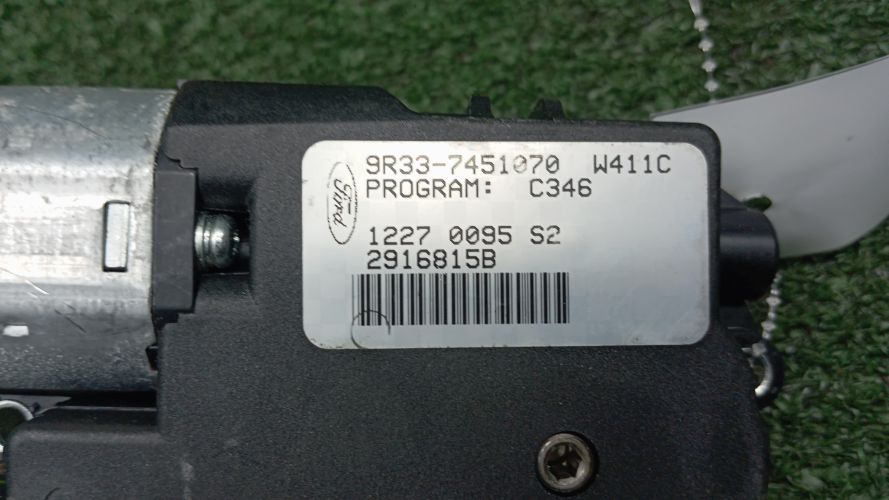 9R33-7451070 W411C
PROGRAM: C346
Ford
1227 0095 S2
2916815B